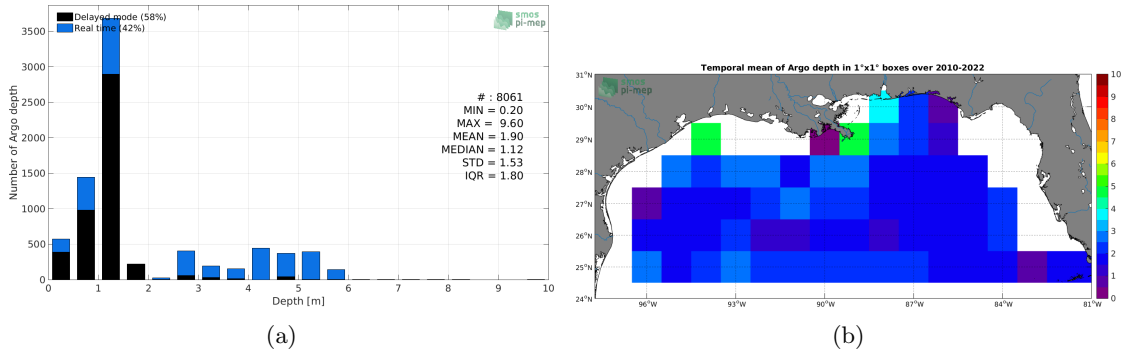 Delayed mode (58%)
Real time (42%)
smos
pi-mep
# : 8061
MIN = 0.20
MAX = 9.60
MEAN = 1.90
MEDIAN = 1.12
STD = 1.53
IQR = 1.80
Number of Argo depth
3500
3000
2500
2000
1500
1000
500
0
0 1 2 3 4 5 6 7 8 9 10
Depth [m]
(a)
Temporal mean of Argo depth in 1°x1° boxes over 2010-2022
smos
pi-mep
31°N
30°N
29°N
28°N
27°N
26°N
25°N
24°N
96°W 93°W 90°W 87°W 84°W 81°W
10
9
8
7
6
5
4
3
2
1
0
(b)